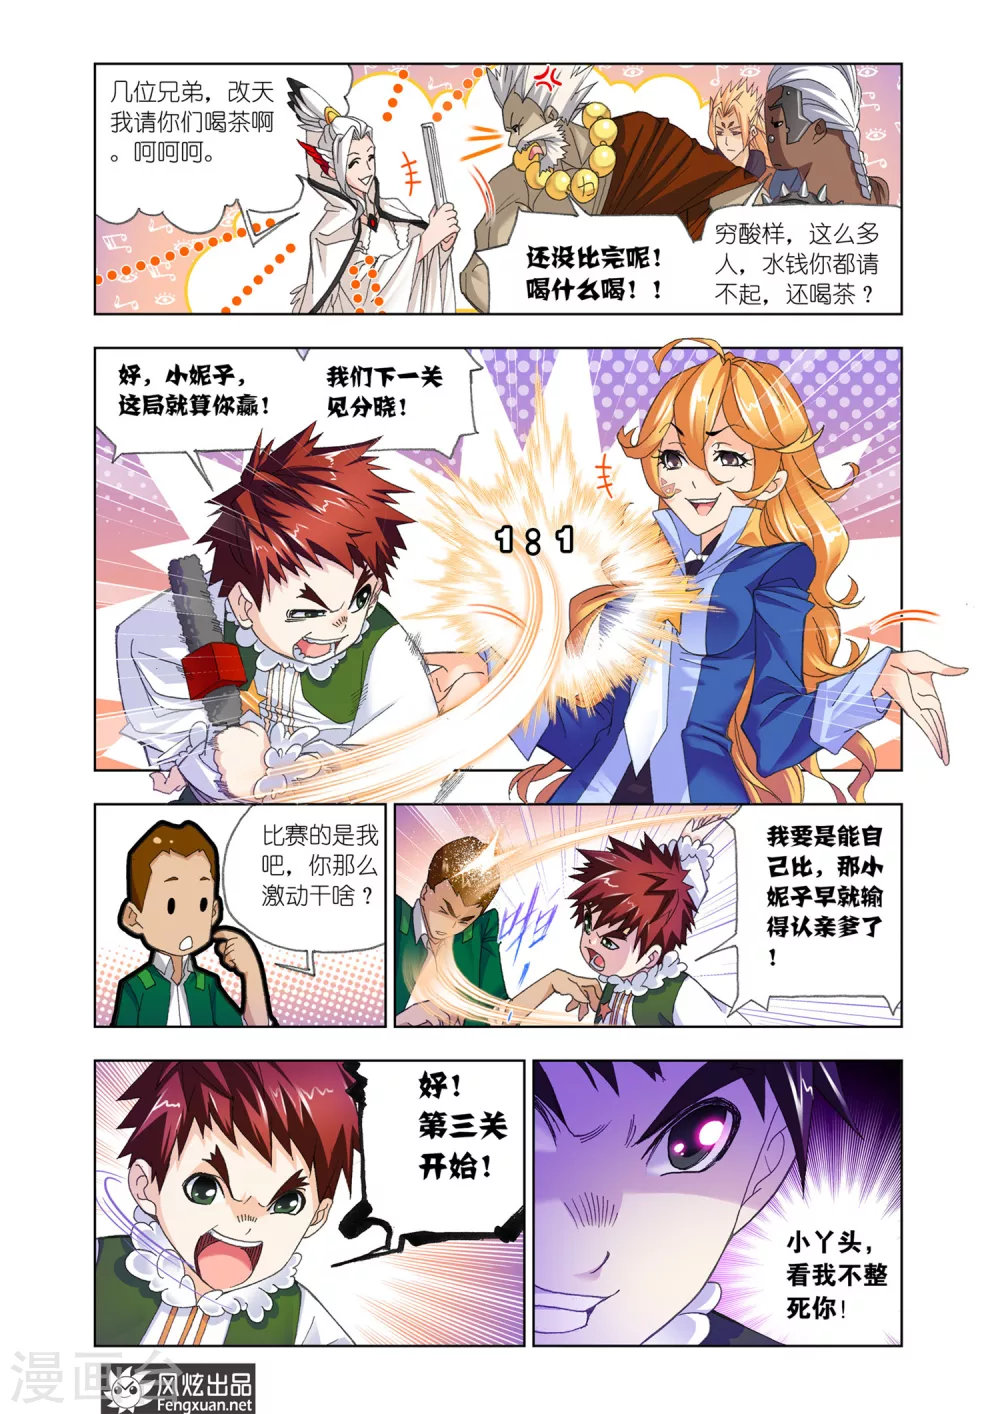 几位兄弟，改天
我请你们喝茶啊
。呵呵呵。
还没比完呢！
喝什么喝！！
穷酸样，这么多
人，水钱你都请
不起，还喝茶？
好，小妮子，
这局就算你赢！
我们下一关
见分晓！
1:1
比赛的是我
吧，你那么
激动干啥？
我要是能自
己比，那小
妮子早就输
得认亲爹了
！
好！
第三关
开始！
小丫头，
看我不整
死你！
漫画台
风炫出品
Fengxuan.net